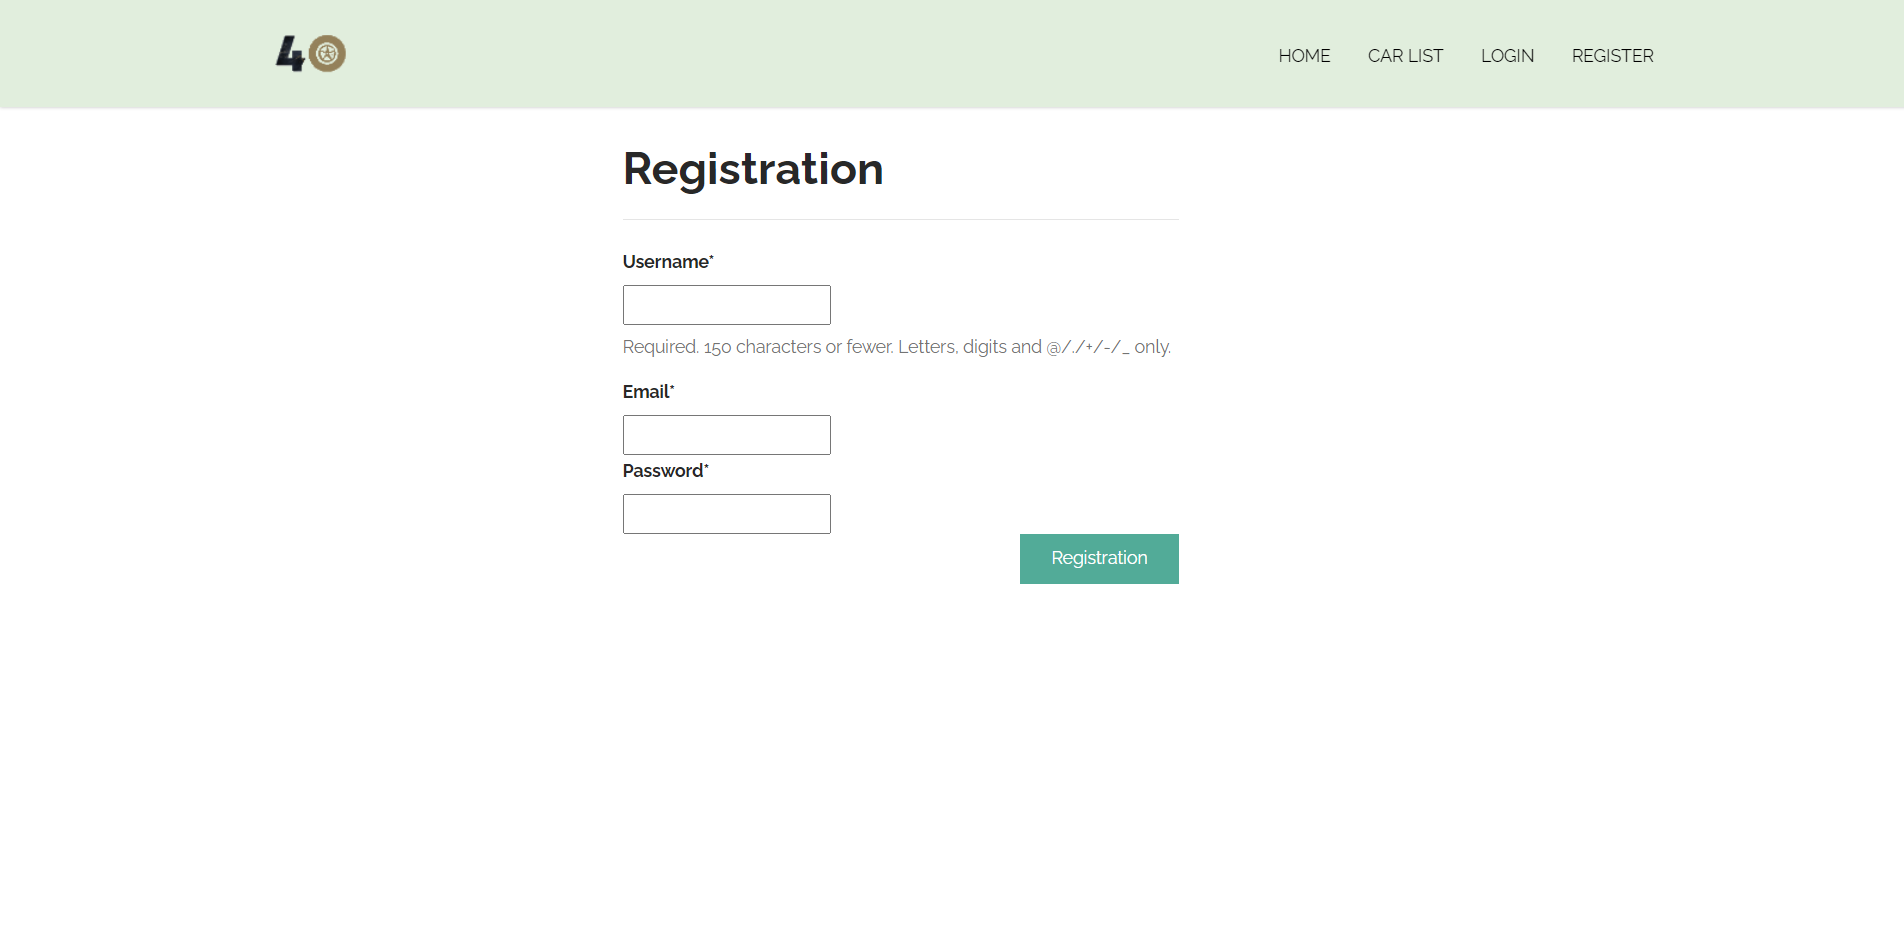 40
HOME CAR LIST LOGIN REGISTER
Registration
Username*
Required. 150 characters or fewer. Letters, digits and @/./+/-/_ only.
Email*
Password*
Registration